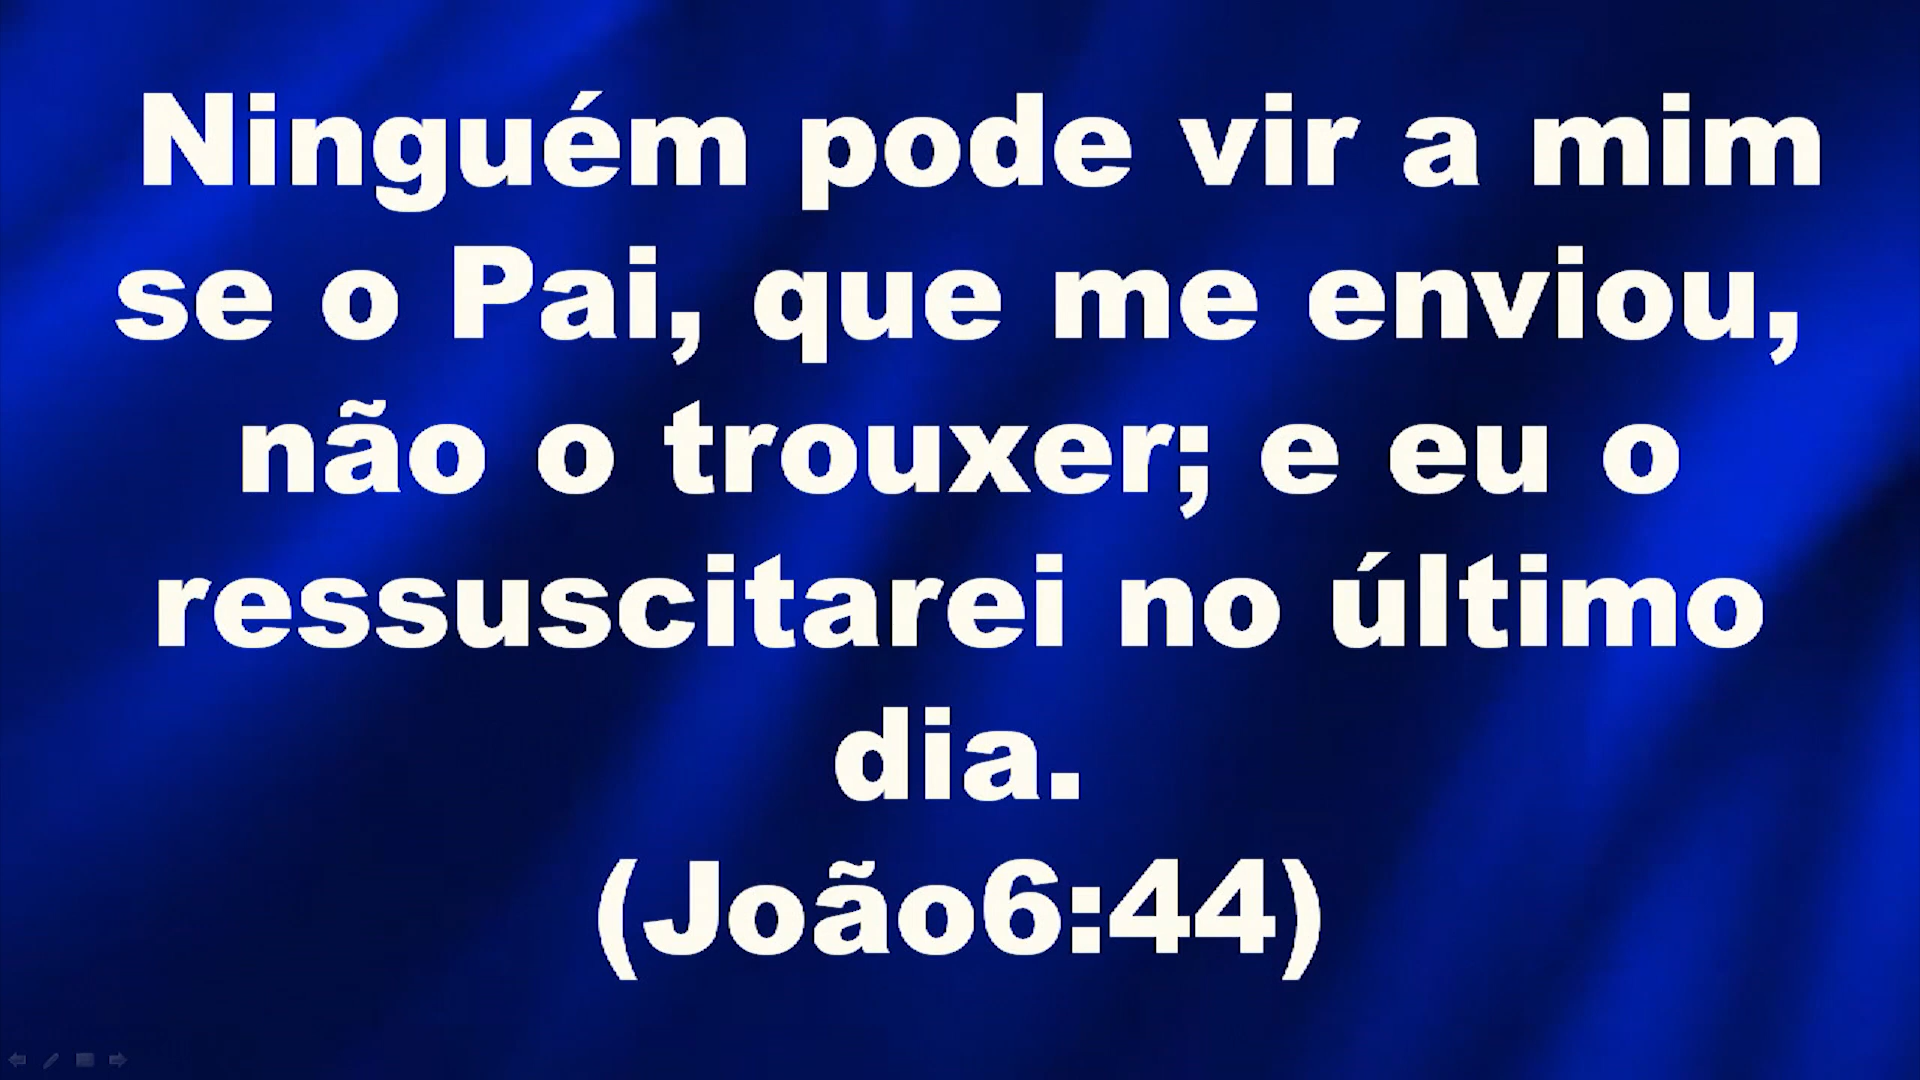 Ninguém pode vir a mim
se o Pai, que me enviou,
não o trouxer; e eu o
ressuscitarei no último
dia.
(João6:44)